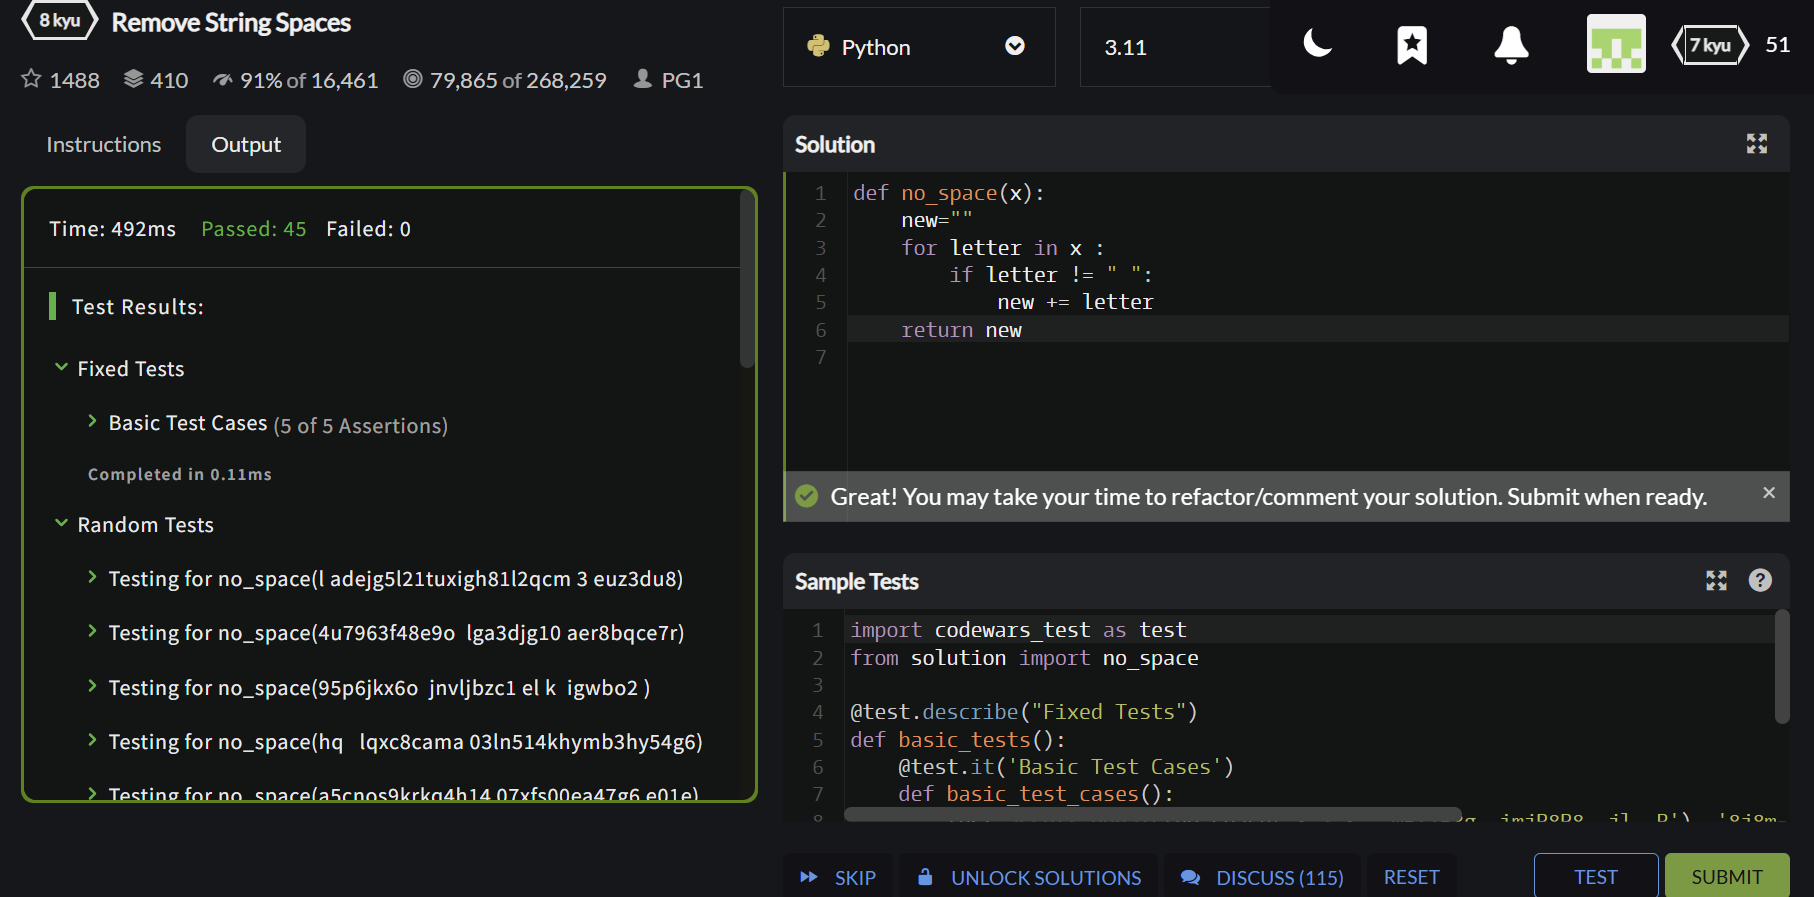 8 kyu Remove String Spaces
1488 410 91% of 16,461 79,865 of 268,259 PG1
Instructions Output
Time: 492ms Passed: 45 Failed: 0
Test Results:
Fixed Tests
Basic Test Cases (5 of 5 Assertions)
Completed in 0.11ms
Random Tests
Testing for no_space(l adejg5l21tuxigh81l2qcm 3 euz3du8)
Testing for no_space(4u7963f48e9o  lga3djg10 aer8bqce7r)
Testing for no_space(95p6jkx6o  jnvljbzc1 el k  igwbo2 )
Testing for no_space(hq   lqxc8cama 03ln514khymb3hy54g6)
Testing for no_space(a5cnos9krkq4h14 07xfs00ea47g6 e01e)
Python 3.11 7 kyu 51
Solution
1 def no_space(x):
2     new=""
3     for letter in x :
4         if letter != " ":
5             new += letter
6     return new
7
Great! You may take your time to refactor/comment your solution. Submit when ready. ×
Sample Tests ?
1 import codewars_test as test
2 from solution import no_space
3
4 @test.describe("Fixed Tests")
5 def basic_tests():
6     @test.it('Basic Test Cases')
7     def basic_test_cases():
8
SKIP UNLOCK SOLUTIONS DISCUSS (115) RESET TEST SUBMIT